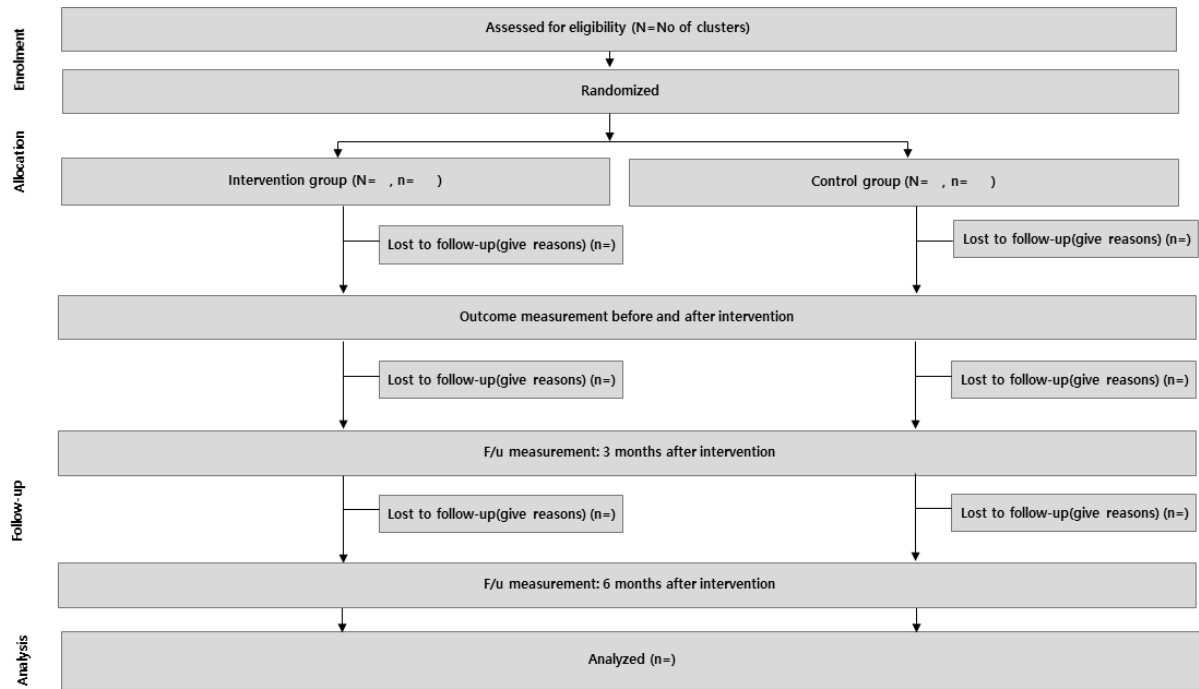 Enrolment
Assessed for eligibility (N=No of clusters)
Randomized
Allocation
Intervention group (N=   , n=     )
Control group (N=   , n=     )
Lost to follow-up(give reasons) (n=)
Lost to follow-up(give reasons) (n=)
Outcome measurement before and after intervention
Lost to follow-up(give reasons) (n=)
Lost to follow-up(give reasons) (n=)
Follow-up
F/u measurement: 3 months after intervention
Lost to follow-up(give reasons) (n=)
Lost to follow-up(give reasons) (n=)
F/u measurement: 6 months after intervention
Analysis
Analyzed (n=)